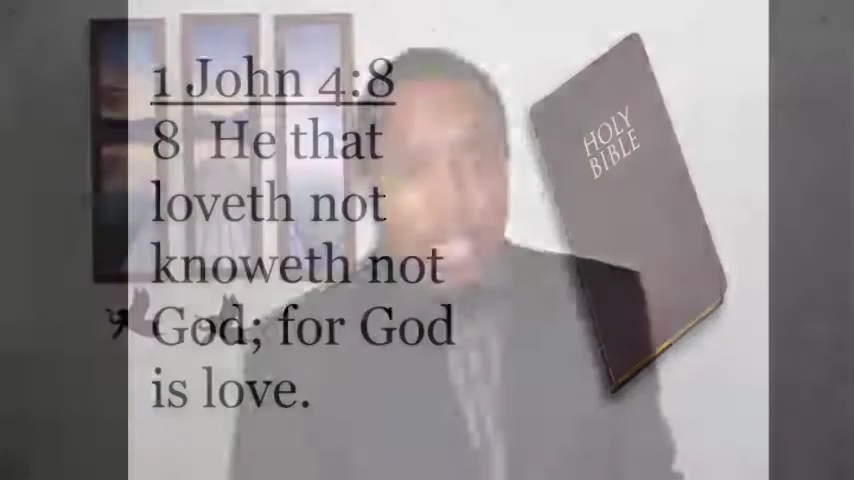 1 John 4:8
8 He that
loveth not
knoweth not
God; for God
is love.
HOLY
BIBLE